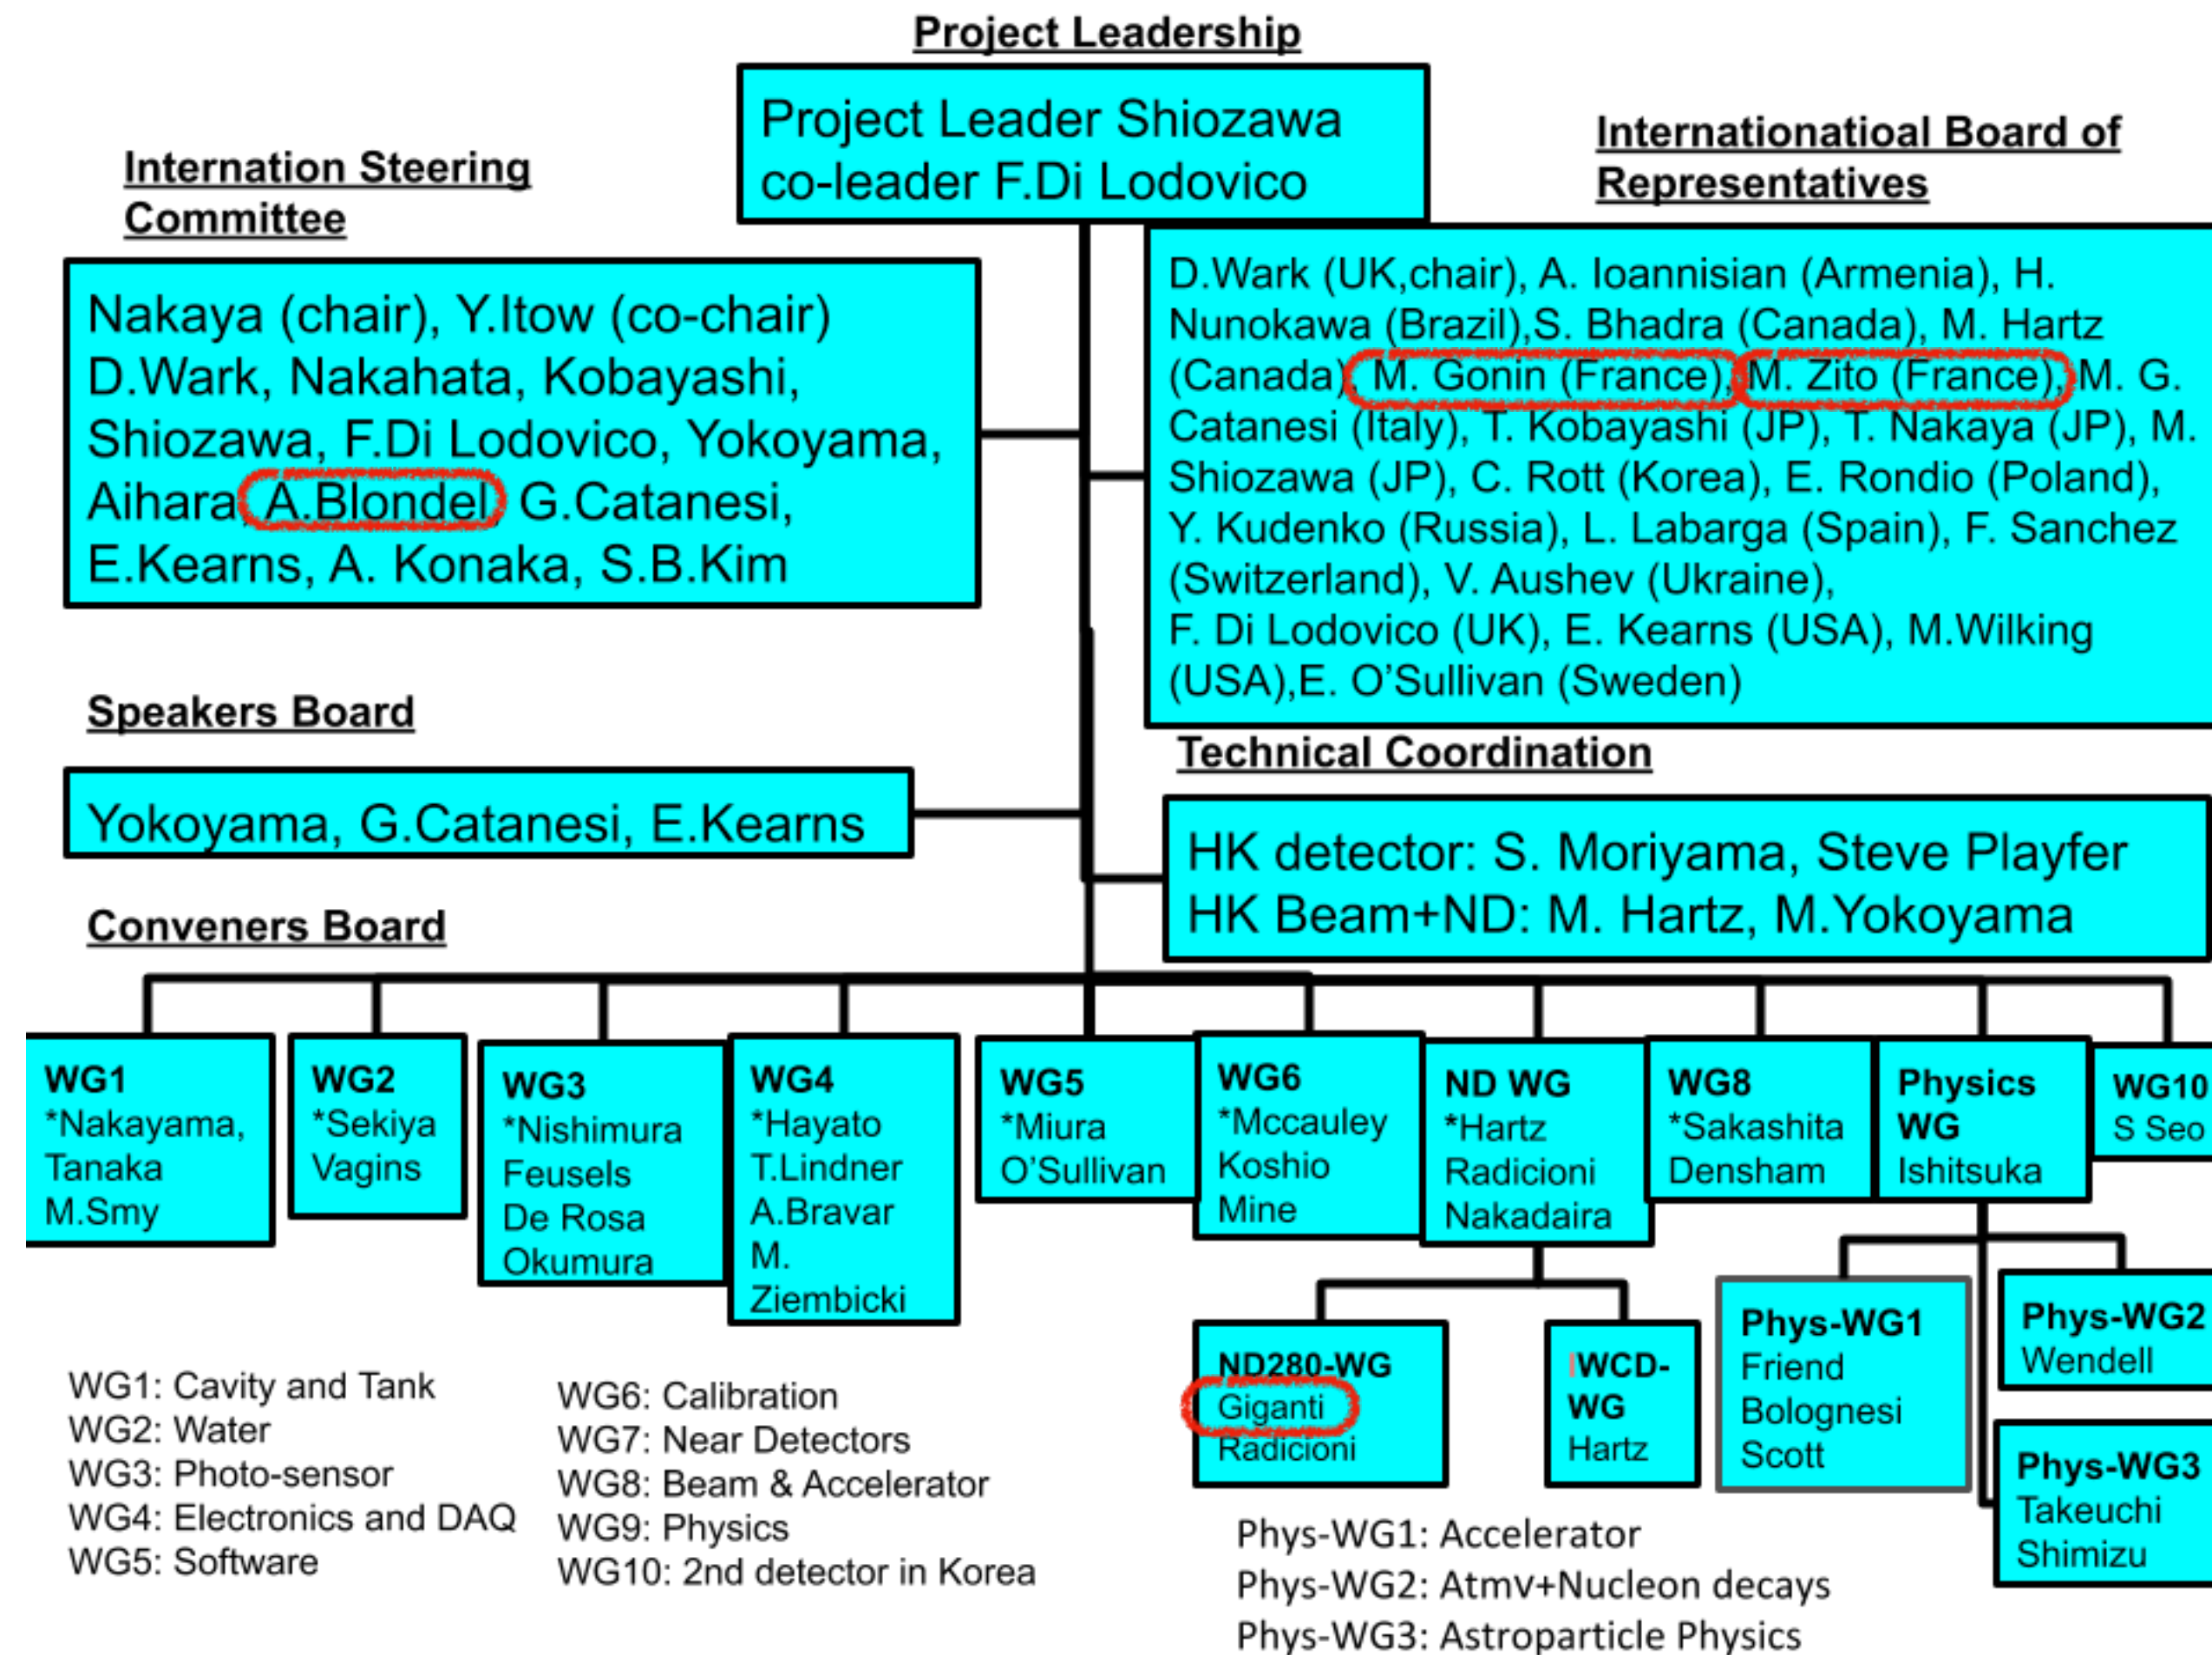 Project Leadership
Project Leader Shiozawa
co-leader F.Di Lodovico
Internation Steering
Committee
Nakaya (chair), Y.Itow (co-chair)
D.Wark, Nakahata, Kobayashi,
Shiozawa, F.Di Lodovico, Yokoyama,
Aihara, A.Blondel, G.Catanesi,
E.Kearns, A. Konaka, S.B.Kim
Internationatioal Board of
Representatives
D.Wark (UK,chair), A. Ioannisian (Armenia), H.
Nunokawa (Brazil),S. Bhadra (Canada), M. Hartz
(Canada), M. Gonin (France), M. Zito (France), M. G.
Catanesi (Italy), T. Kobayashi (JP), T. Nakaya (JP), M.
Shiozawa (JP), C. Rott (Korea), E. Rondio (Poland),
Y. Kudenko (Russia), L. Labarga (Spain), F. Sanchez
(Switzerland), V. Aushev (Ukraine),
F. Di Lodovico (UK), E. Kearns (USA), M.Wilking
(USA),E. O'Sullivan (Sweden)
Speakers Board
Yokoyama, G.Catanesi, E.Kearns
Technical Coordination
HK detector: S. Moriyama, Steve Playfer
HK Beam+ND: M. Hartz, M.Yokoyama
Conveners Board
WG1
*Nakayama,
Tanaka
M.Smy
WG2
*Sekiya
Vagins
WG3
*Nishimura
Feusels
De Rosa
Okumura
WG4
*Hayato
T.Lindner
A.Bravar
M.
Ziembicki
WG5
*Miura
O'Sullivan
WG6
*Mccauley
Koshio
Mine
ND WG
*Hartz
Radicioni
Nakadaira
WG8
*Sakashita
Densham
Physics
WG
Ishitsuka
WG10
S Seo
ND280-WG
Giganti
Radicioni
IWCD-
WG
Hartz
Phys-WG1
Friend
Bolognesi
Scott
Phys-WG2
Wendell
Phys-WG3
Takeuchi
Shimizu
WG1: Cavity and Tank
WG2: Water
WG3: Photo-sensor
WG4: Electronics and DAQ
WG5: Software
WG6: Calibration
WG7: Near Detectors
WG8: Beam & Accelerator
WG9: Physics
WG10: 2nd detector in Korea
Phys-WG1: Accelerator
Phys-WG2: Atmν+Nucleon decays
Phys-WG3: Astroparticle Physics